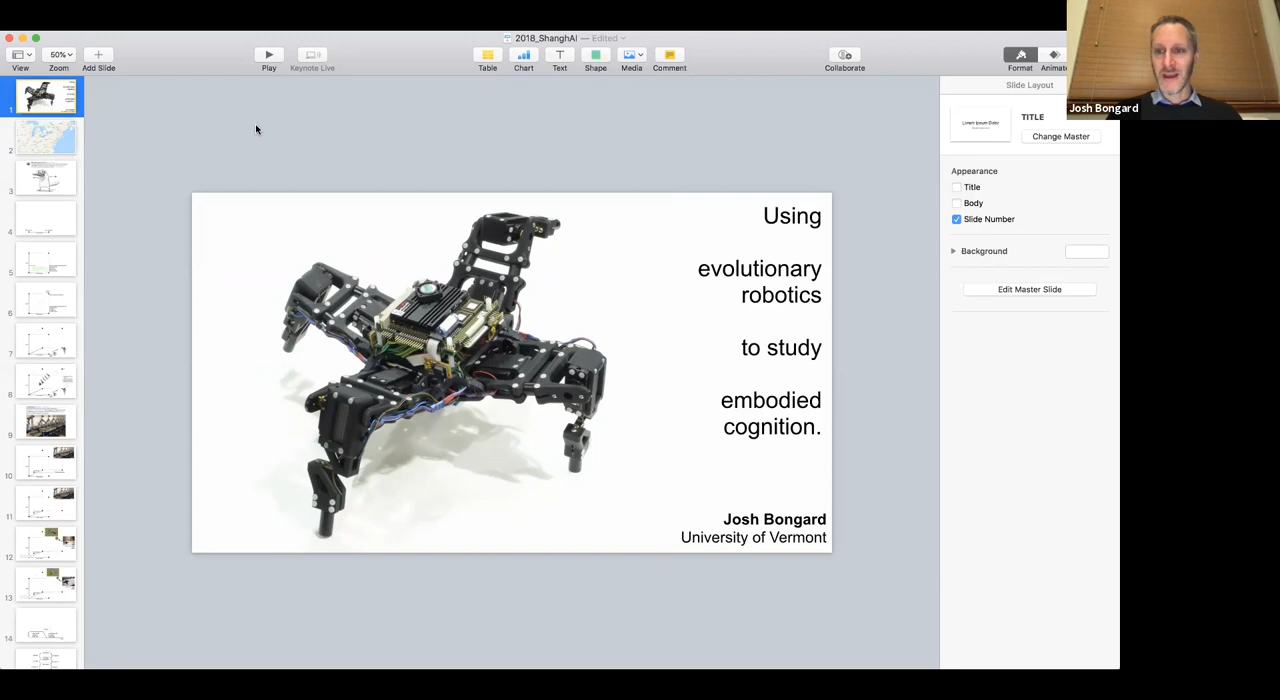 2018_ShanghAI — Edited
View
50%
Zoom
Add Slide
Play
Keynote Live
Table
Chart
Text
Shape
Media
Comment
Collaborate
Format
Animate
Josh Bongard
Slide Layout
Lorem Ipsum Dolor
TITLE
Change Master
Appearance
Title
Body
Slide Number
Background
Edit Master Slide
1
2
3
4
5
6
7
8
9
10
11
12
13
14
Using
evolutionary
robotics
to study
embodied
cognition.
Josh Bongard
University of Vermont